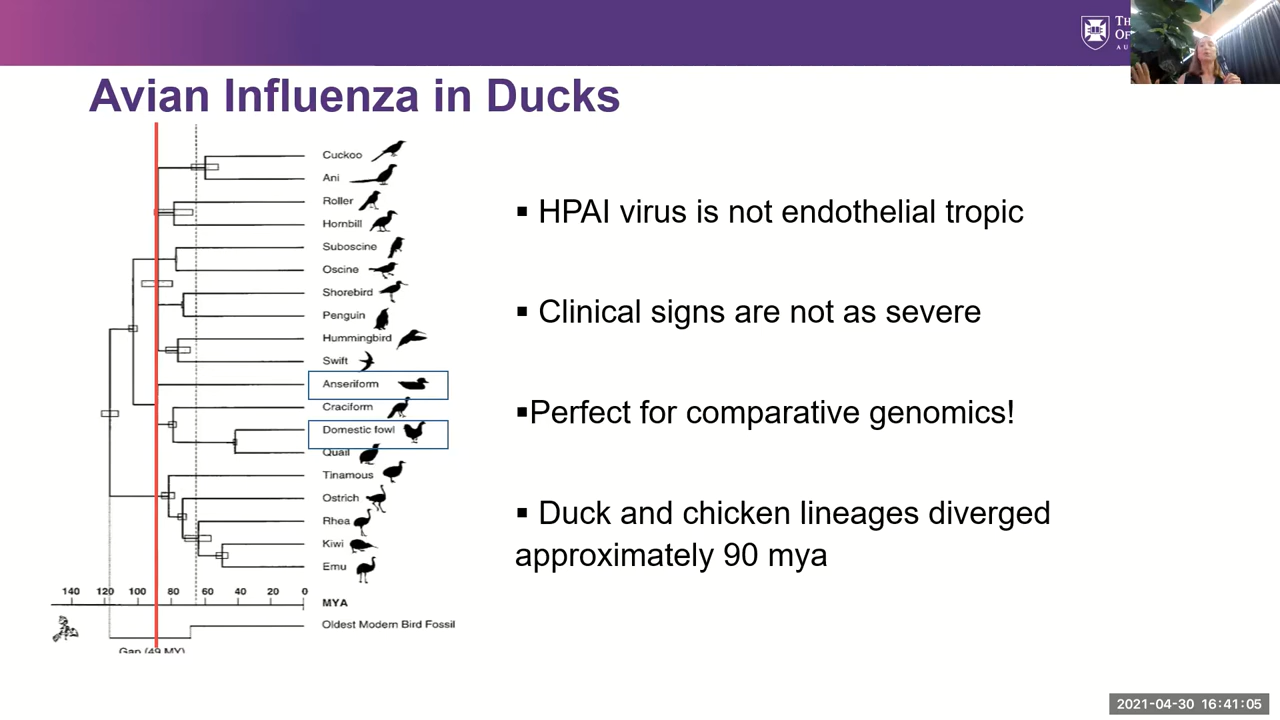 Avian Influenza in Ducks
Cuckoo
Ani
Roller
Hornbill
Suboscine
Oscine
Shorebird
Penguin
Hummingbird
Swift
Anseriform
Craciform
Domestic fowl
Quail
Tinamous
Ostrich
Rhea
Kiwi
Emu
140 120 100 80 60 40 20 0 MYA
Oldest Modern Bird Fossil
Gap (49 MY)
▪ HPAI virus is not endothelial tropic
▪ Clinical signs are not as severe
▪Perfect for comparative genomics!
▪ Duck and chicken lineages diverged
approximately 90 mya
2021-04-30 16:41:05